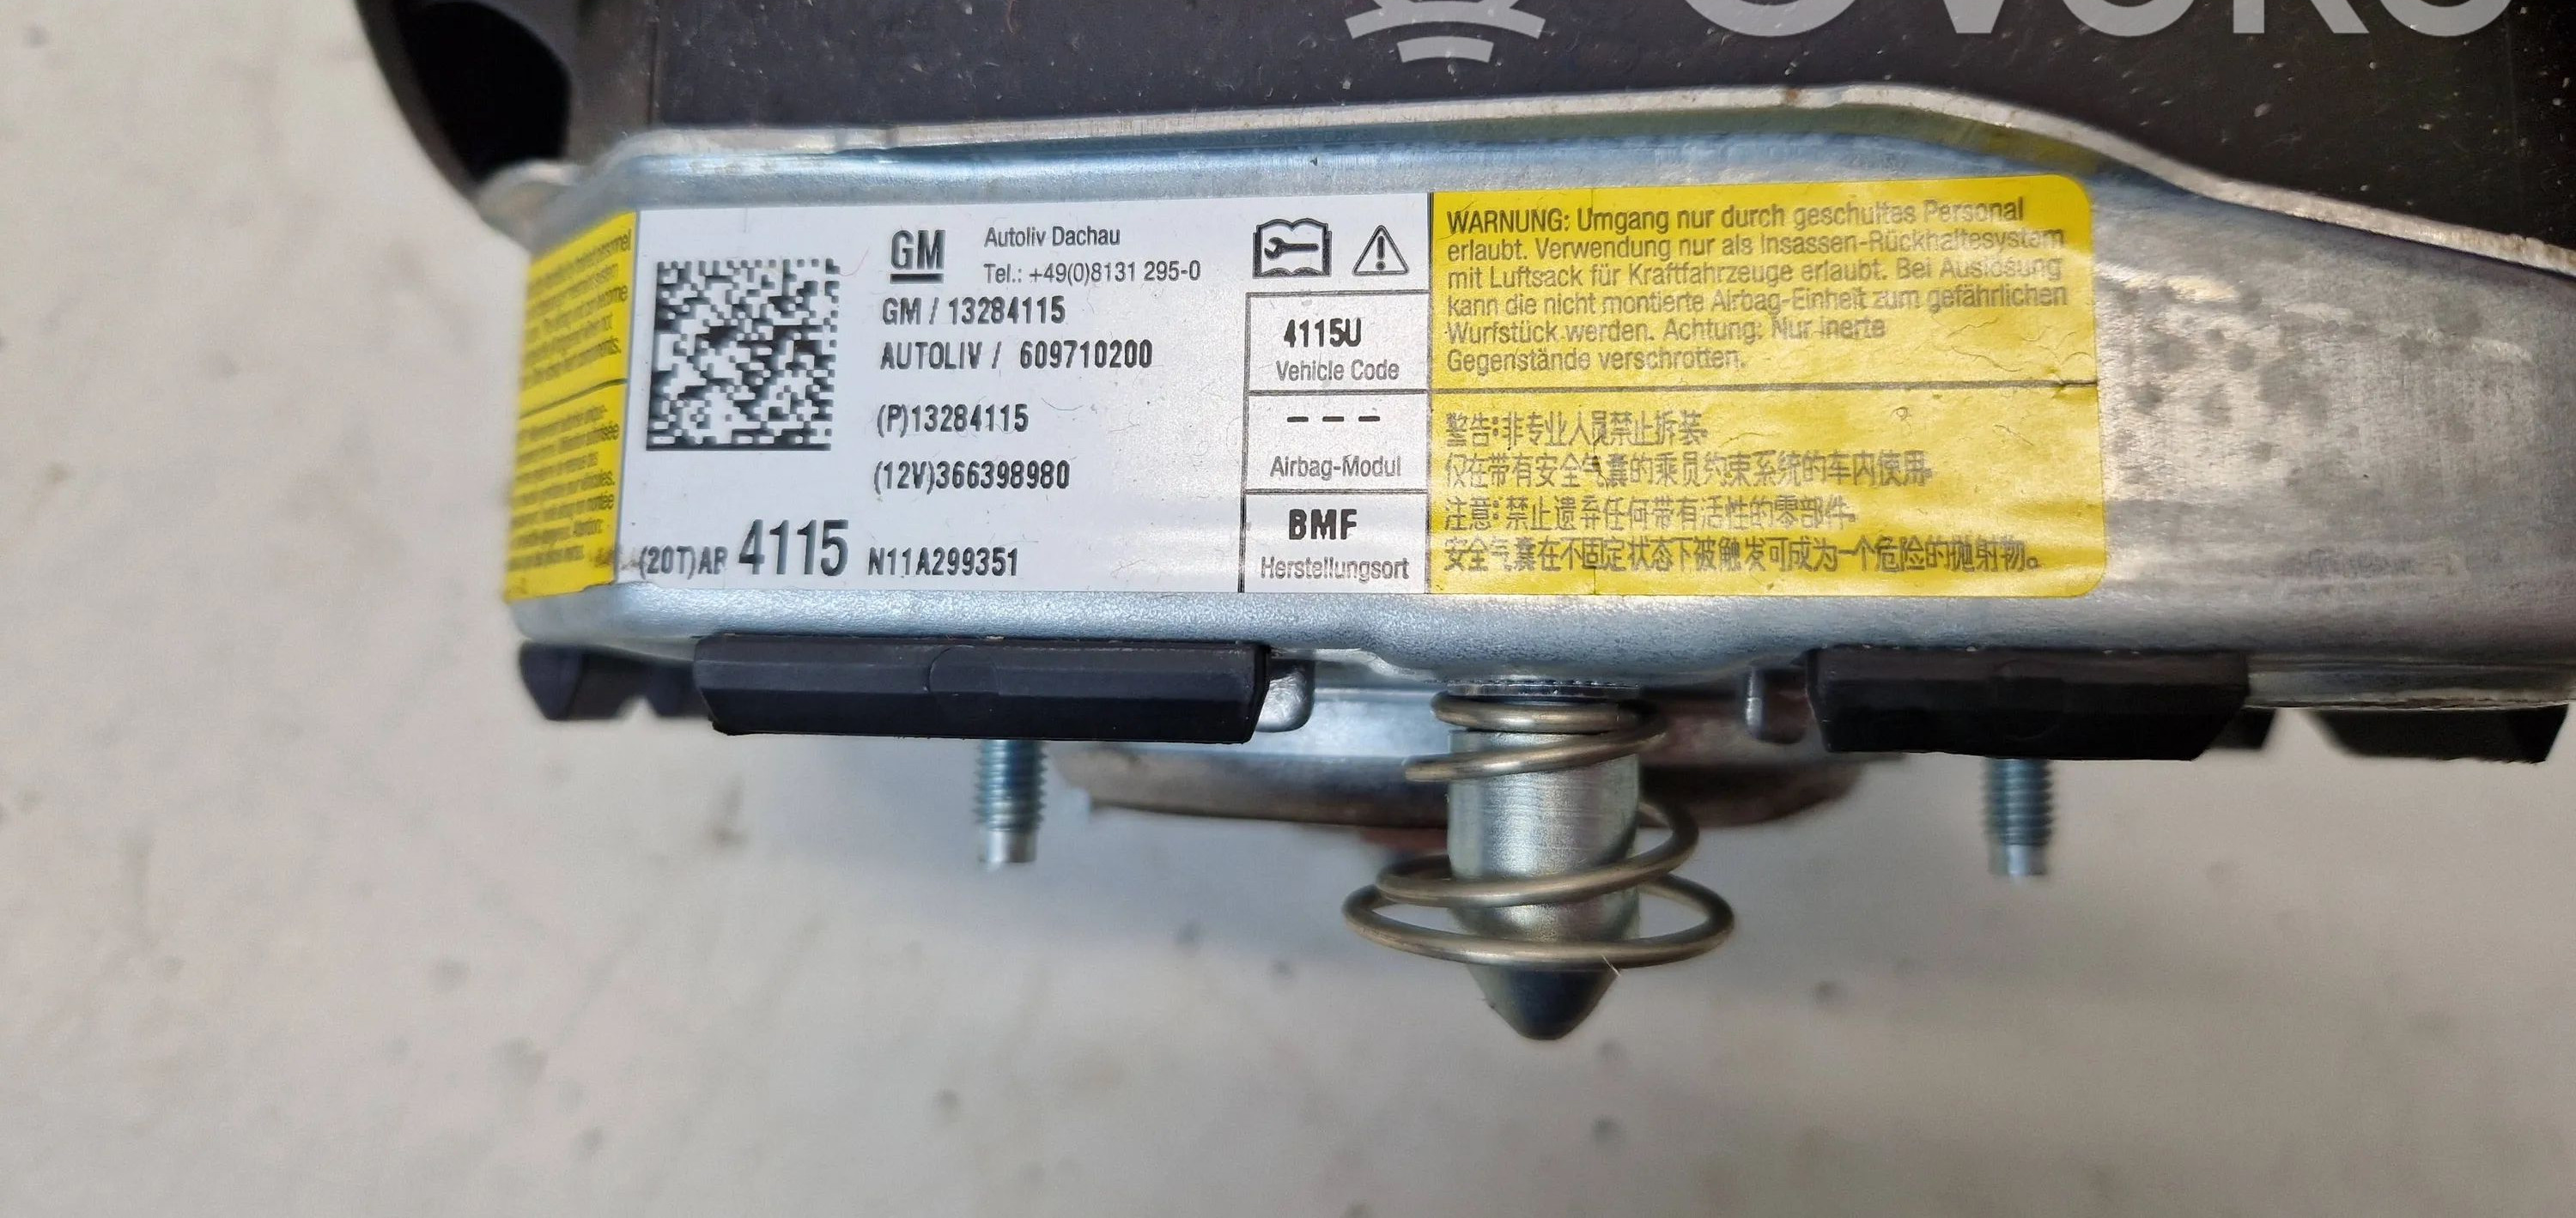 GM
Autoliv Dachau
Tel.: +49(0)8131 295-0
GM / 13284115
AUTOLIV / 609710200
(P)13284115
(12V)366398980
(20T)AR 4115 N11A299351
4115U
Vehicle Code
- - -
Airbag-Modul
BMF
Herstellungsort
WARNUNG: Umgang nur durch geschultes Personal
erlaubt. Verwendung nur als Insassen-Rückhaltesystem
mit Luftsack für Kraftfahrzeuge erlaubt. Bei Auslösung
kann die nicht montierte Airbag-Einheit zum gefährlichen
Wurfstück werden. Achtung: Nur inerte
Gegenstände verschrotten.
警告:非专业人员禁止拆装.
仅在带有安全气囊的乘员约束系统的车内使用.
注意:禁止遗弃任何带有活性的零部件.
安全气囊在不固定状态下被触发可成为一个危险的抛射物。